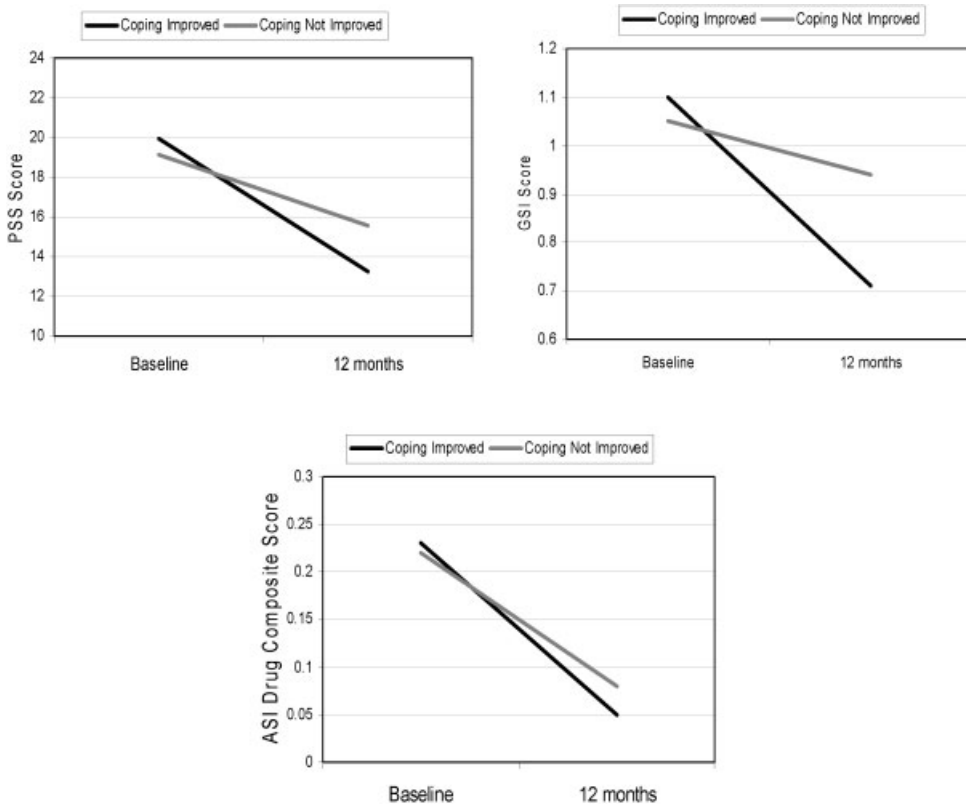 Coping Improved Coping Not Improved
24
22
20
18
16
14
12
10
PSS Score
Baseline 12 months
Coping Improved Coping Not Improved
1.2
1.1
1
0.9
0.8
0.7
0.6
GSI Score
Baseline 12 months
Coping Improved Coping Not Improved
0.3
0.25
0.2
0.15
0.1
0.05
0
ASI Drug Composite Score
Baseline 12 months